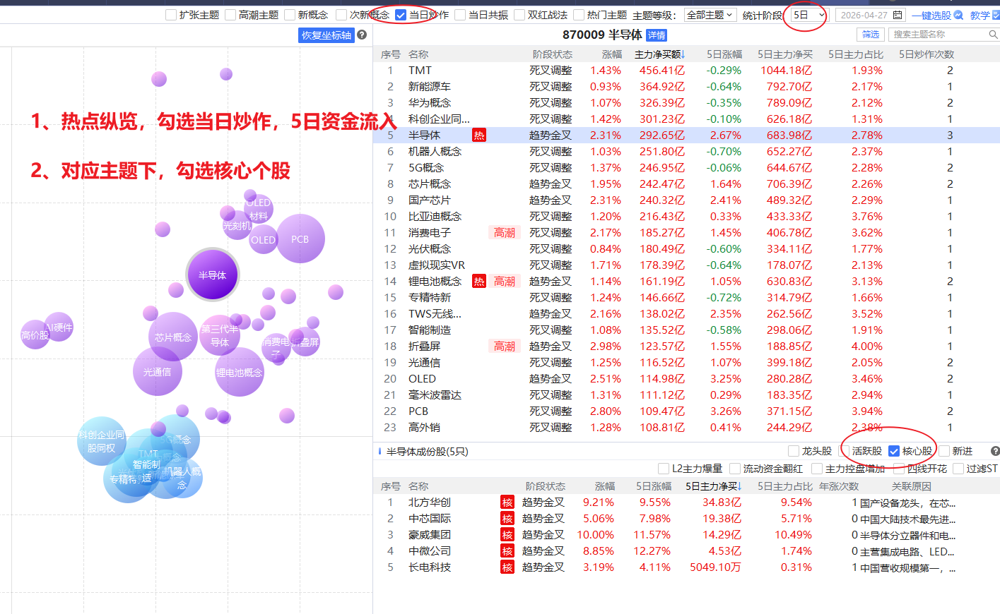 扩张主题 高潮主题 新概念 次新概念 当日炒作 当日共振 双红战法 热门主题 主题等级： 全部主题 统计阶段 5日 2026-04-27 一键选股 教学
恢复坐标轴 ?
870009 半导体 详情 筛选 搜索主题名称
1、热点纵览，勾选当日炒作，5日资金流入
2、对应主题下，勾选核心个股
OLED
材料
光刻机
OLED
PCB
半导体
高价股
AI硬件
芯片概念
第三代半
导体
消费电
子
折叠屏
光通信
锂电池概念
科创企业同
股同权
5G概念
TMT
智能制
造
专精特
机器人概
念
序号 名称 阶段状态 涨幅 主力净买额↓ 5日涨幅 5日主力净买 5日主力占比 5日炒作次数
1 TMT 死叉调整 1.43% 456.41亿 -0.29% 1044.18亿 1.93% 2
2 新能源车 死叉调整 0.93% 364.92亿 -0.64% 792.70亿 2.17% 1
3 华为概念 死叉调整 1.07% 326.39亿 -0.35% 789.09亿 2.12% 2
4 科创企业同... 死叉调整 1.42% 301.23亿 -0.10% 626.18亿 1.31% 1
5 半导体 热 趋势金叉 2.31% 292.65亿 2.67% 683.98亿 2.78% 3
6 机器人概念 死叉调整 1.03% 251.80亿 -0.70% 652.27亿 2.37% 1
7 5G概念 死叉调整 1.37% 246.95亿 -0.06% 644.67亿 2.28% 2
8 芯片概念 死叉调整 1.95% 242.47亿 1.64% 706.39亿 2.26% 2
9 国产芯片 死叉调整 2.31% 240.32亿 2.41% 489.32亿 2.29% 1
10 比亚迪概念 死叉调整 1.20% 216.43亿 0.33% 433.33亿 3.76% 1
11 消费电子 高潮 死叉调整 2.17% 185.27亿 1.45% 406.78亿 3.62% 1
12 光伏概念 死叉调整 0.84% 180.49亿 -0.60% 334.11亿 1.77% 1
13 虚拟现实VR 死叉调整 1.71% 178.39亿 -0.64% 178.07亿 2.13% 1
14 锂电池概念 热 高潮 趋势金叉 1.14% 161.19亿 1.05% 630.83亿 3.13% 2
15 专精特新 死叉调整 1.24% 146.66亿 -0.72% 314.79亿 1.66% 1
16 TWS无线... 趋势金叉 2.16% 138.02亿 2.35% 262.56亿 3.52% 1
17 智能制造 死叉调整 1.08% 135.52亿 -0.58% 298.06亿 1.91% 1
18 折叠屏 高潮 趋势金叉 2.98% 123.57亿 1.55% 188.85亿 4.00% 1
19 光通信 死叉调整 1.25% 116.52亿 1.07% 399.18亿 2.05% 2
20 OLED 趋势金叉 2.51% 114.98亿 3.25% 280.28亿 3.46% 2
21 毫米波雷达 死叉调整 1.31% 111.12亿 0.29% 183.35亿 2.94% 1
22 PCB 死叉调整 2.80% 109.47亿 3.26% 371.15亿 3.94% 2
23 高外销 死叉调整 1.28% 108.81亿 0.41% 244.29亿 2.38% 1
半导体成份股(5只) 龙头股 活跃股 核心股 新进 ?
L2主力爆量 流动资金翻红 主力控盘增加 四线开花 过滤ST
序号 名称 阶段状态 涨幅 5日涨幅 5日主力净买↓ 5日主力占比 年涨次数 关联原因
1 北方华创 核 趋势金叉 9.21% 9.55% 34.83亿 9.54% 1 国产设备龙头，在芯...
2 中芯国际 核 趋势金叉 5.06% 7.98% 19.38亿 5.71% 0 中国大陆技术最先进...
3 豪威集团 核 趋势金叉 10.00% 11.57% 14.29亿 10.49% 0 半导体分立器件和电...
4 中微公司 核 趋势金叉 8.85% 12.27% 4.53亿 1.74% 0 主营集成电路、LED...
5 长电科技 核 趋势金叉 3.19% 4.11% 5049.10万 0.31% 1 中国营收规模第一，...